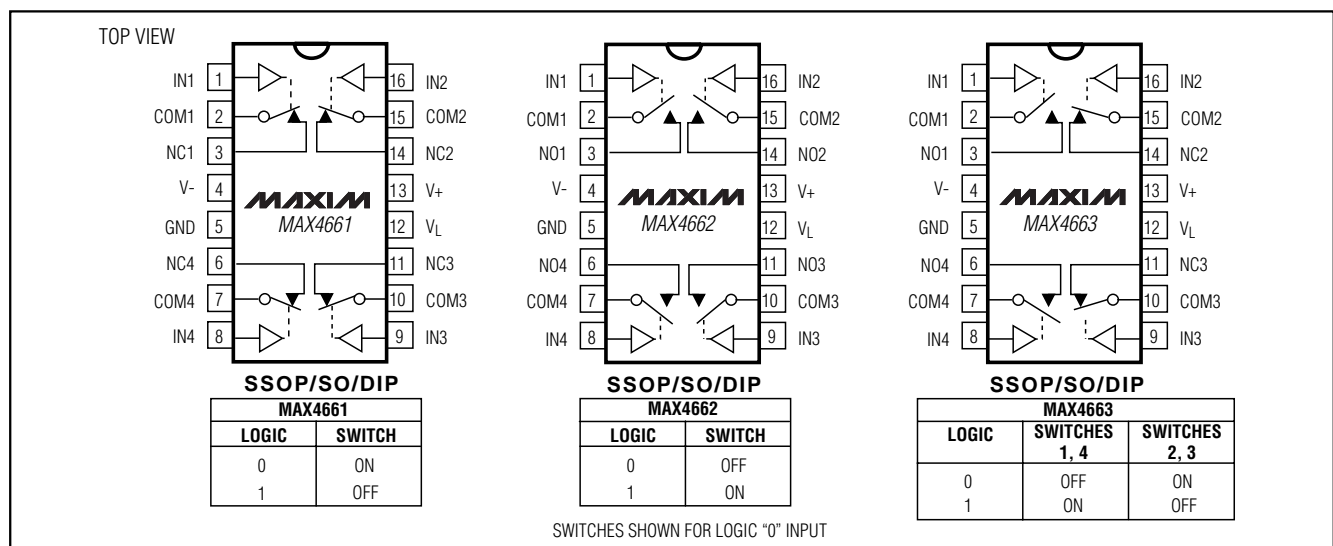 TOP VIEW
IN1 1 16 IN2
COM1 2 15 COM2
NC1 3 14 NC2
V- 4 13 V+
MAXIM
MAX4661
GND 5 12 VL
NC4 6 11 NC3
COM4 7 10 COM3
IN4 8 9 IN3
SSOP/SO/DIP
MAX4661
LOGIC SWITCH
0 ON
1 OFF
IN1 1 16 IN2
COM1 2 15 COM2
NO1 3 14 NO2
V- 4 13 V+
MAXIM
MAX4662
GND 5 12 VL
NO4 6 11 NO3
COM4 7 10 COM3
IN4 8 9 IN3
SSOP/SO/DIP
MAX4662
LOGIC SWITCH
0 OFF
1 ON
IN1 1 16 IN2
COM1 2 15 COM2
NO1 3 14 NC2
V- 4 13 V+
MAXIM
MAX4663
GND 5 12 VL
NO4 6 11 NC3
COM4 7 10 COM3
IN4 8 9 IN3
SSOP/SO/DIP
MAX4663
LOGIC SWITCHES 1, 4 SWITCHES 2, 3
0 OFF ON
1 ON OFF
SWITCHES SHOWN FOR LOGIC “0” INPUT